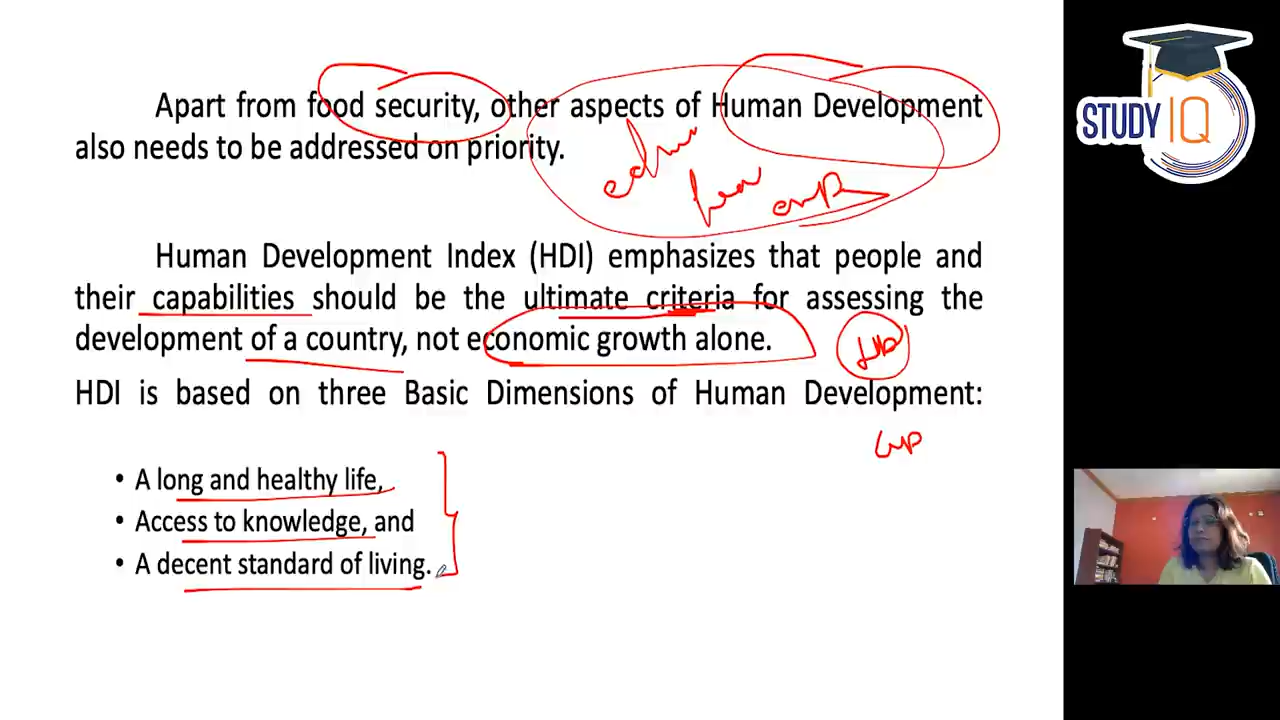 Apart from food security, other aspects of Human Development
also needs to be addressed on priority.
Human Development Index (HDI) emphasizes that people and
their capabilities should be the ultimate criteria for assessing the
development of a country, not economic growth alone.
HDI is based on three Basic Dimensions of Human Development:
• A long and healthy life,
• Access to knowledge, and
• A decent standard of living.
STUDY IQ